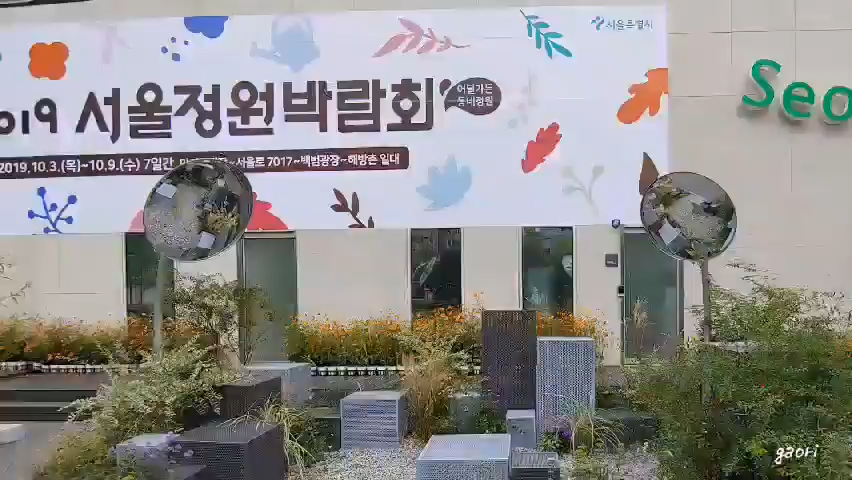 서울특별시
2019 서울정원박람회
어딜가든
동네정원
2019.10.3.(목)~10.9.(수) 7일간
~서울로 7017~백범광장~해방촌 일대
Seo
gaori